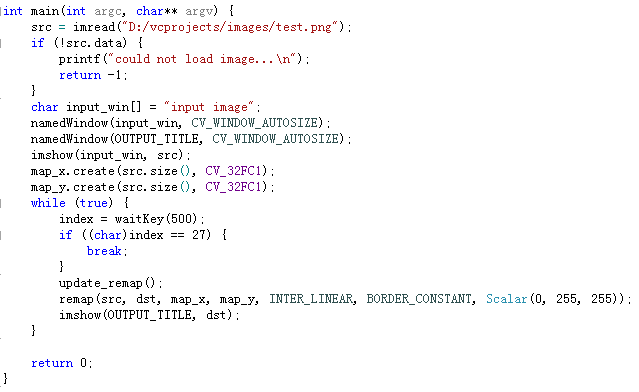 int main(int argc, char** argv) {
    src = imread("D:/vcprojects/images/test.png");
    if (!src.data) {
        printf("could not load image...\n");
        return -1;
    }
    char input_win[] = "input image";
    namedWindow(input_win, CV_WINDOW_AUTOSIZE);
    namedWindow(OUTPUT_TITLE, CV_WINDOW_AUTOSIZE);
    imshow(input_win, src);
    map_x.create(src.size(), CV_32FC1);
    map_y.create(src.size(), CV_32FC1);
    while (true) {
        index = waitKey(500);
        if ((char)index == 27) {
            break;
        }
        update_remap();
        remap(src, dst, map_x, map_y, INTER_LINEAR, BORDER_CONSTANT, Scalar(0, 255, 255));
        imshow(OUTPUT_TITLE, dst);
    }

    return 0;
}